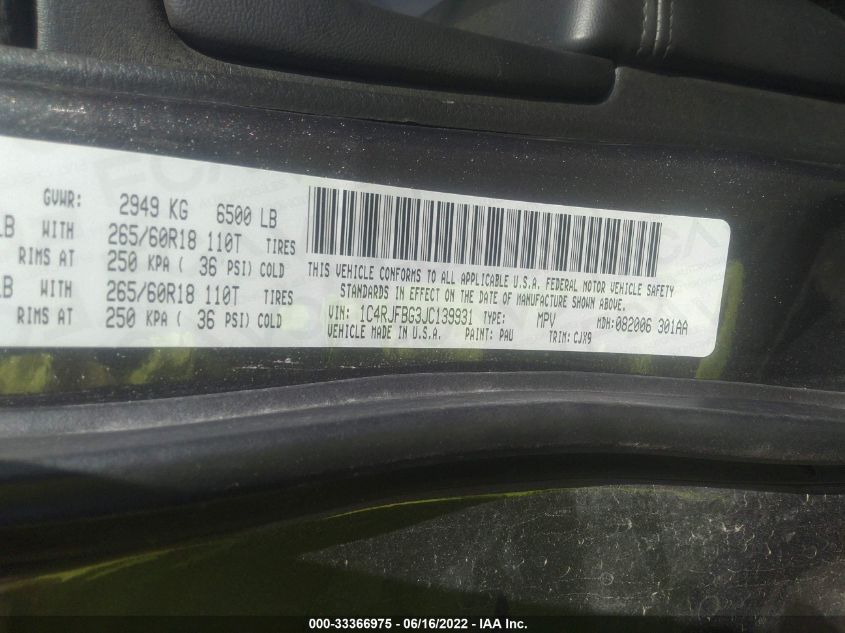 GVWR: 2949 KG 6500 LB
LB WITH 265/60R18 110T TIRES
RIMS AT 250 KPA ( 36 PSI) COLD
LB WITH 265/60R18 110T TIRES
RIMS AT 250 KPA ( 36 PSI) COLD
THIS VEHICLE CONFORMS TO ALL APPLICABLE U.S.A. FEDERAL MOTOR VEHICLE SAFETY
STANDARDS IN EFFECT ON THE DATE OF MANUFACTURE SHOWN ABOVE.
VIN: 1C4RJFBG3JC139931 TYPE: MPV MDH:082006 301AA
VEHICLE MADE IN U.S.A. PAINT: PAU TRIM: CJX9
000-33366975 - 06/16/2022 - IAA Inc.